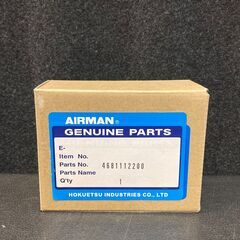 AIRMAN®
GENUINE PARTS
E-
Item No.
Parts No. 4681112200
Parts Name
Q'ty 1
HOKUETSU INDUSTRIES CO., LTD